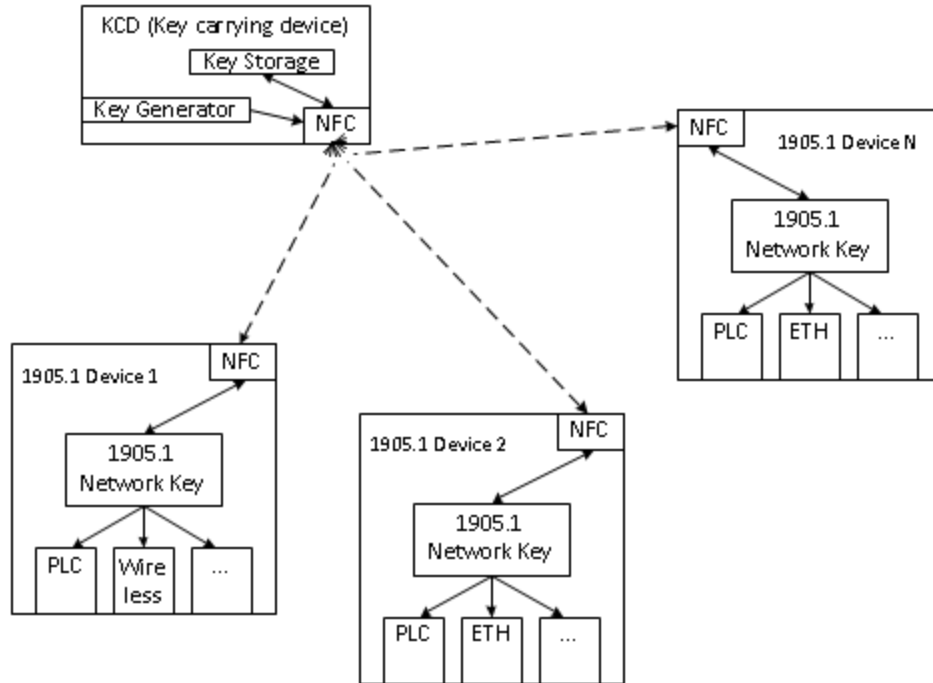 KCD (Key carrying device)
Key Storage
Key Generator
NFC
NFC
1905.1 Device N
1905.1
Network Key
PLC
ETH
...
NFC
1905.1 Device 1
1905.1
Network Key
PLC
Wire
less
...
NFC
1905.1 Device 2
1905.1
Network Key
PLC
ETH
...